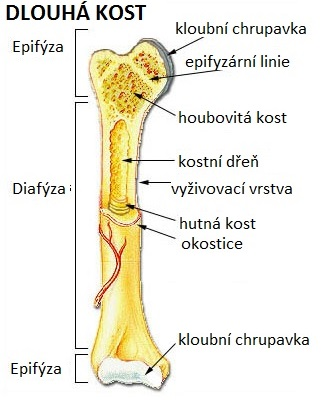 DLOUHÁ KOST
kloubní chrupavka
Epifýza
epifyzární linie
houbovitá kost
kostní dřeň
Diafýza
vyživovací vrstva
hutná kost
okostice
kloubní chrupavka
Epifýza